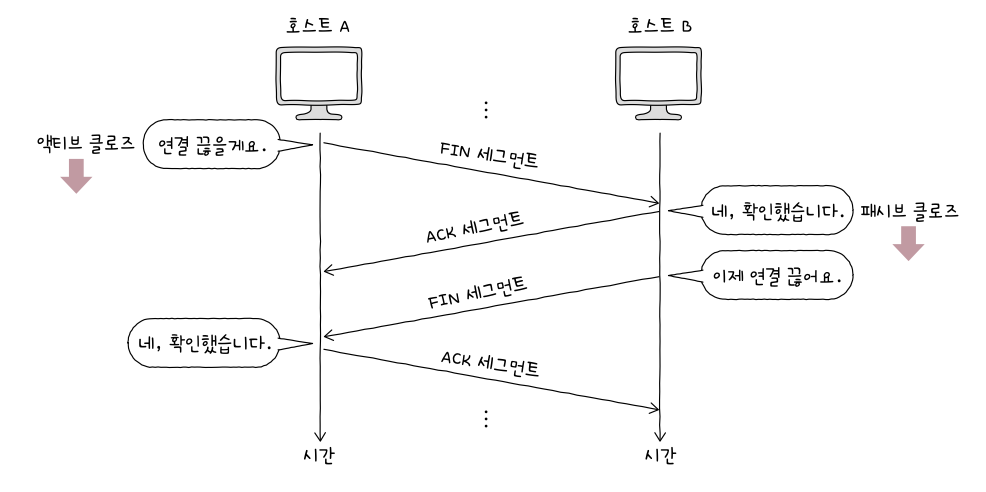 호스트 A
호스트 B
액티브 클로즈
연결 끊을게요.
FIN 세그먼트
네, 확인했습니다.
패시브 클로즈
ACK 세그먼트
이제 연결 끊어요.
FIN 세그먼트
네, 확인했습니다.
ACK 세그먼트
시간
시간